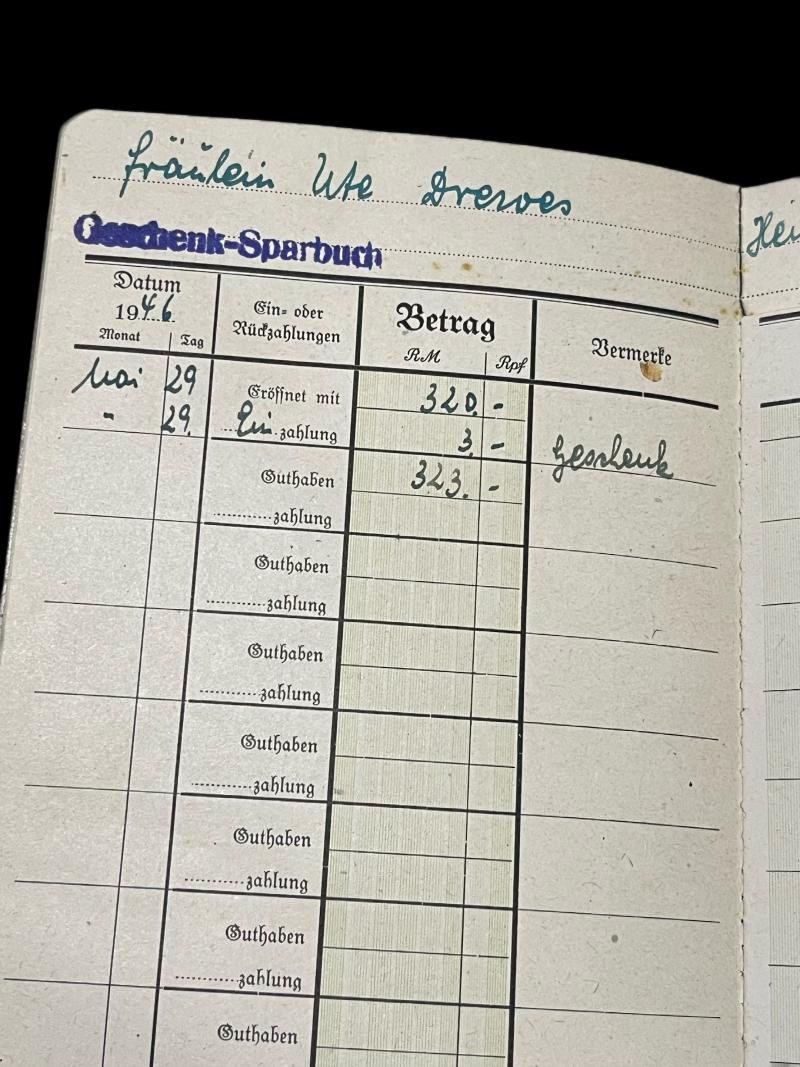 Fräulein Ute Drewes
Hei
Geschenk-Sparbuch
Datum
1946
Monat Tag
Ein- oder
Rückzahlungen
Betrag
RM Rpf
Vermerke
Mai 29 Eröffnet mit 320. -
" 29. Ein zahlung 3. - Geschenk
Guthaben 323. -
zahlung
Guthaben
zahlung
Guthaben
zahlung
Guthaben
zahlung
Guthaben
zahlung
Guthaben
zahlung
Guthaben